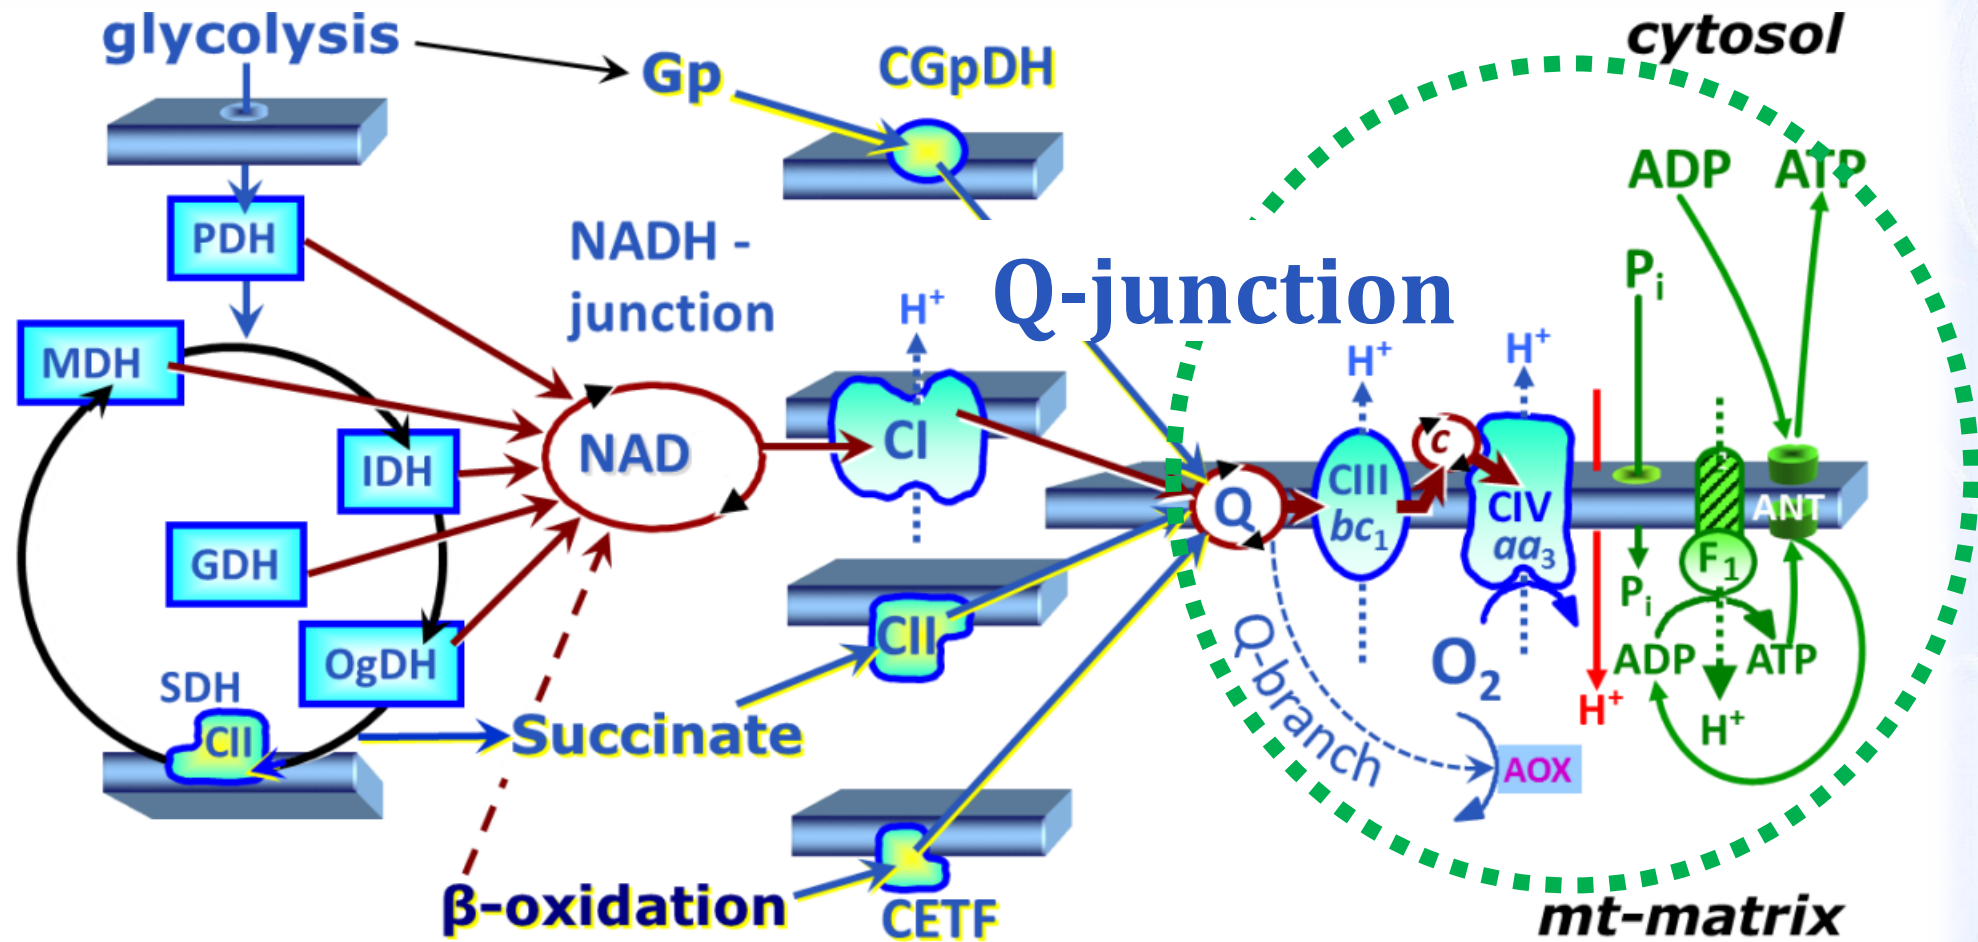 glycolysis
Gp
CGpDH
cytosol
PDH
NADH -
junction
Q-junction
ADP
ATP
Pi
H⁺
H⁺
H⁺
MDH
IDH
NAD
CI
Q
CIII
bc₁
c
CIV
aa₃
ANT
F₁
GDH
OgDH
SDH
CII
CII
Pi
ADP
ATP
H⁺
H⁺
O₂
Q-branch
AOX
Succinate
β-oxidation
CETF
mt-matrix